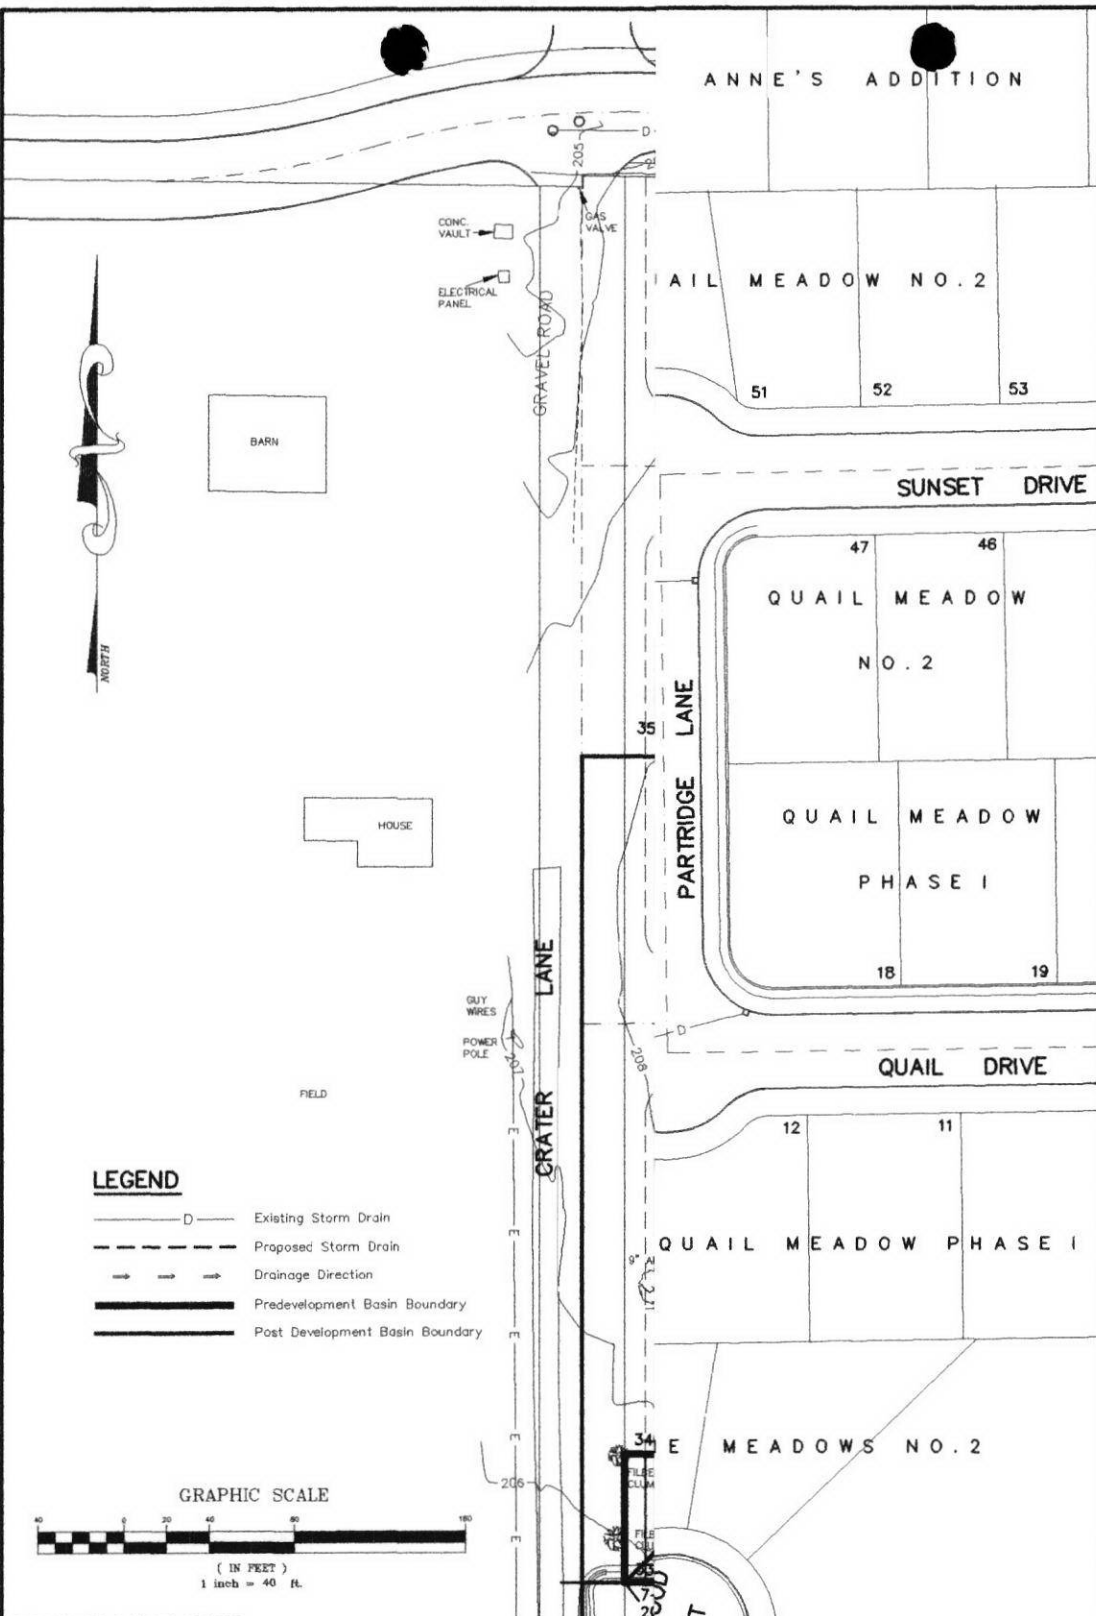 ANNE'S ADDITION
D
205
CONC.
VAULT
GAS
VALVE
ELECTRICAL
PANEL
GRAVEL ROAD
AIL MEADOW NO.2
51
52
53
BARN
SUNSET DRIVE
47
46
QUAIL MEADOW
NO.2
NORTH
35
PARTRIDGE LANE
HOUSE
QUAIL MEADOW
PHASE I
18
19
CRATER LANE
GUY
WIRES
POWER
POLE
207
208
D
QUAIL DRIVE
FIELD
12
11
E
LEGEND
D
Existing Storm Drain
Proposed Storm Drain
Drainage Direction
Predevelopment Basin Boundary
Post Development Basin Boundary
E
QUAIL MEADOW PHASE I
E
E
34
E MEADOWS NO.2
206
E
GRAPHIC SCALE
40 0 20 40 80 160
( IN FEET )
1 inch = 40 ft.